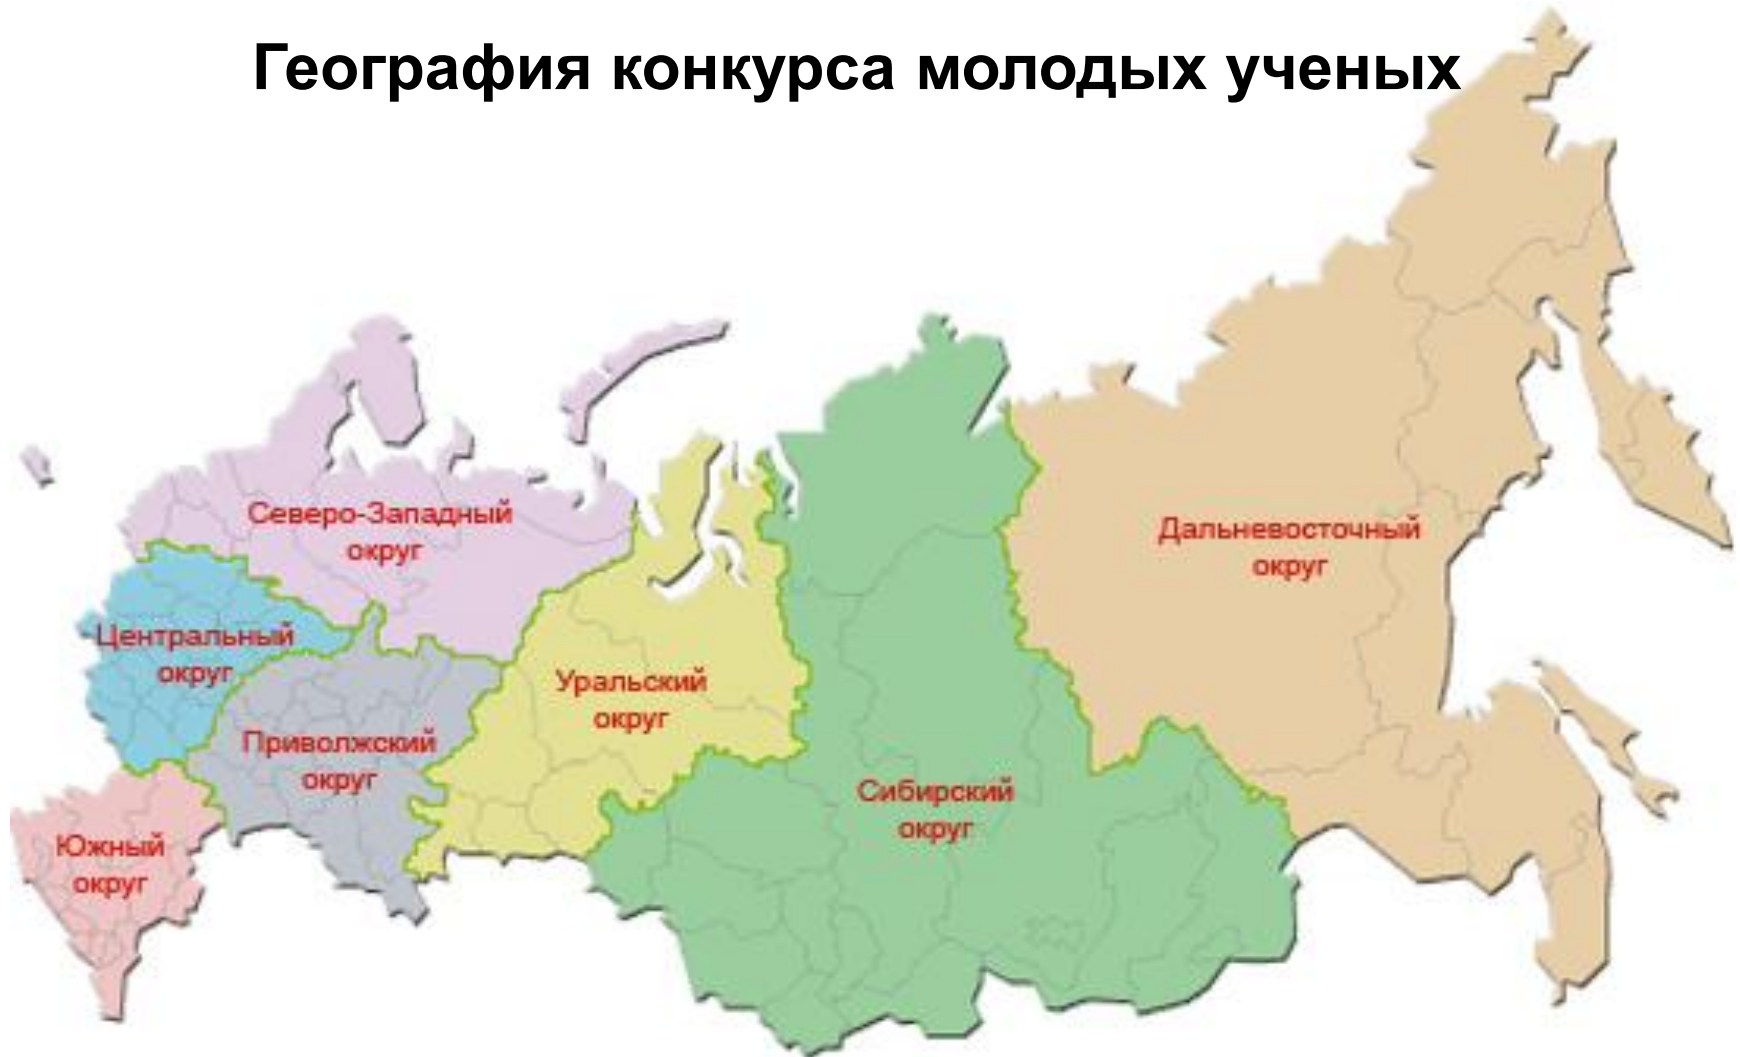 География конкурса молодых ученых
Северо-Западный
округ
Дальневосточный
округ
Центральный
округ
Уральский
округ
Приволжский
округ
Сибирский
округ
Южный
округ